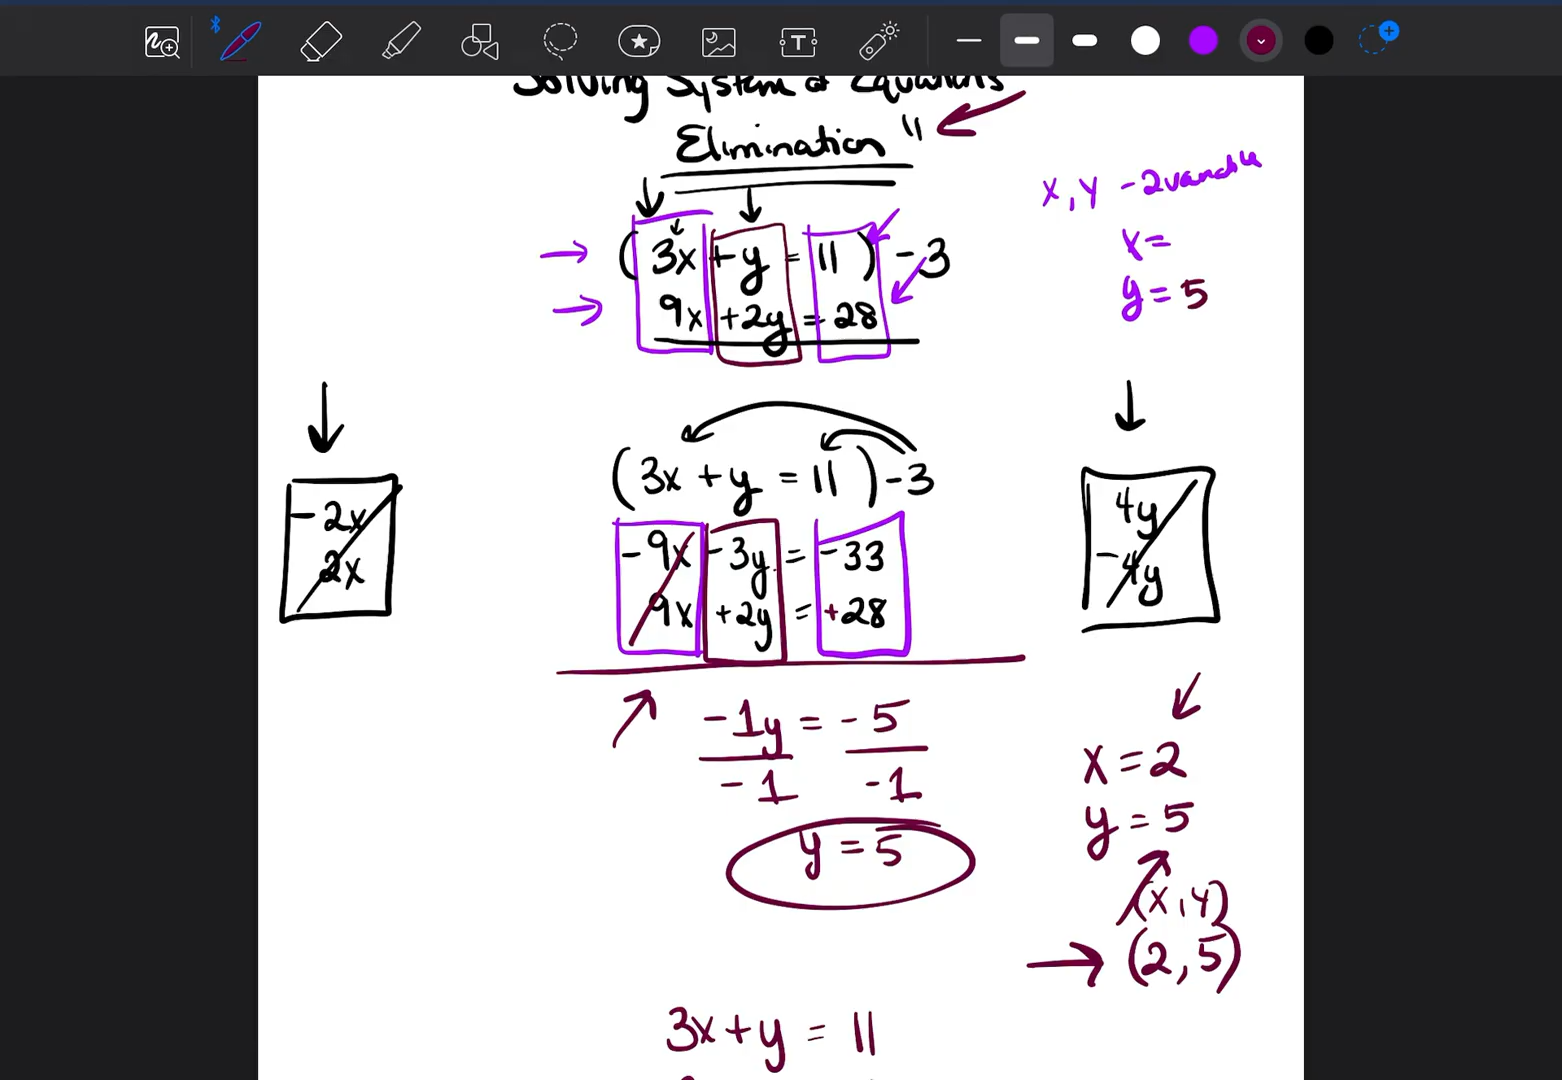 Solving System of Equations
Elimination "
x, y - 2 variable
(3x + y = 11) - 3
x =
9x + 2y = 28
y = 5
(3x + y = 11) - 3
- 2x
2x
- 9x - 3y = - 33
9x + 2y = + 28
4y
- 4y
- 1y = - 5
- 1 - 1
y = 5
x = 2
y = 5
(x, y)
(2, 5)
3x + y = 11